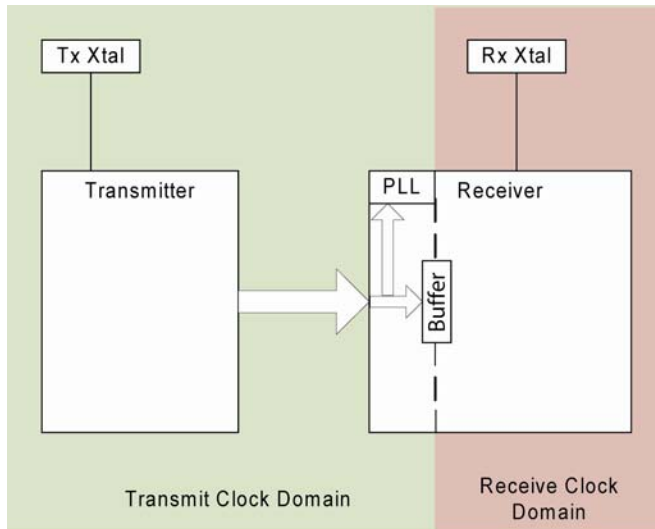 Tx Xtal
Rx Xtal
Transmitter
PLL
Receiver
Buffer
Transmit Clock Domain
Receive Clock
Domain